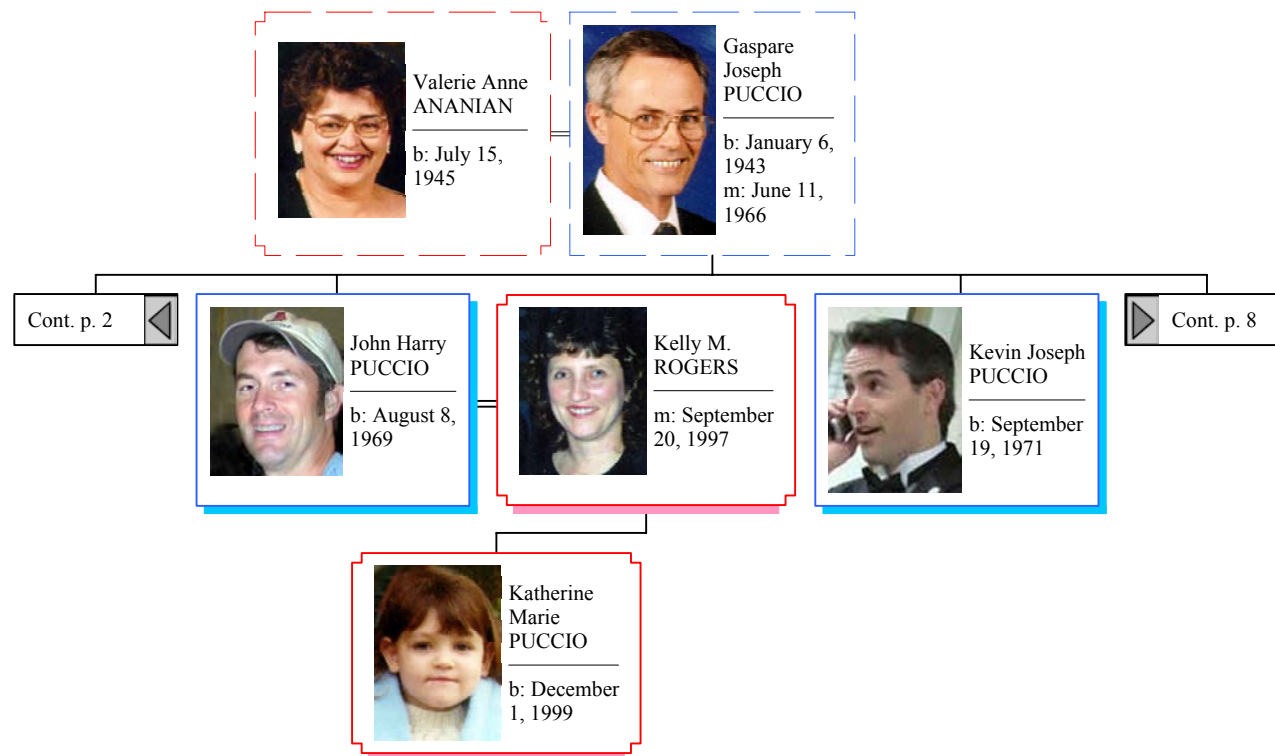 Valerie Anne
ANANIAN
b: July 15,
1945
Gaspare
Joseph
PUCCIO
b: January 6,
1943
m: June 11,
1966
Cont. p. 2
John Harry
PUCCIO
b: August 8,
1969
Kelly M.
ROGERS
m: September
20, 1997
Kevin Joseph
PUCCIO
b: September
19, 1971
Cont. p. 8
Katherine
Marie
PUCCIO
b: December
1, 1999